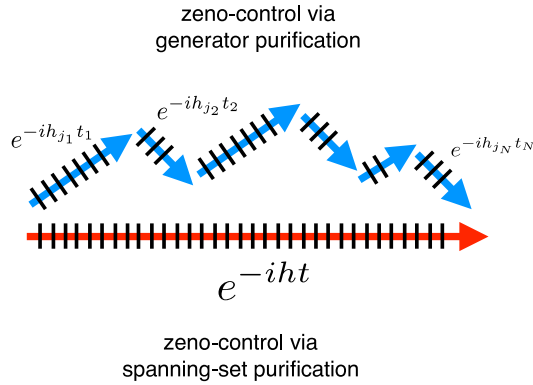 zeno-control via
generator purification
e^{-ih_{j_1}t_1}
e^{-ih_{j_2}t_2}
e^{-ih_{j_N}t_N}
e^{-iht}
zeno-control via
spanning-set purification